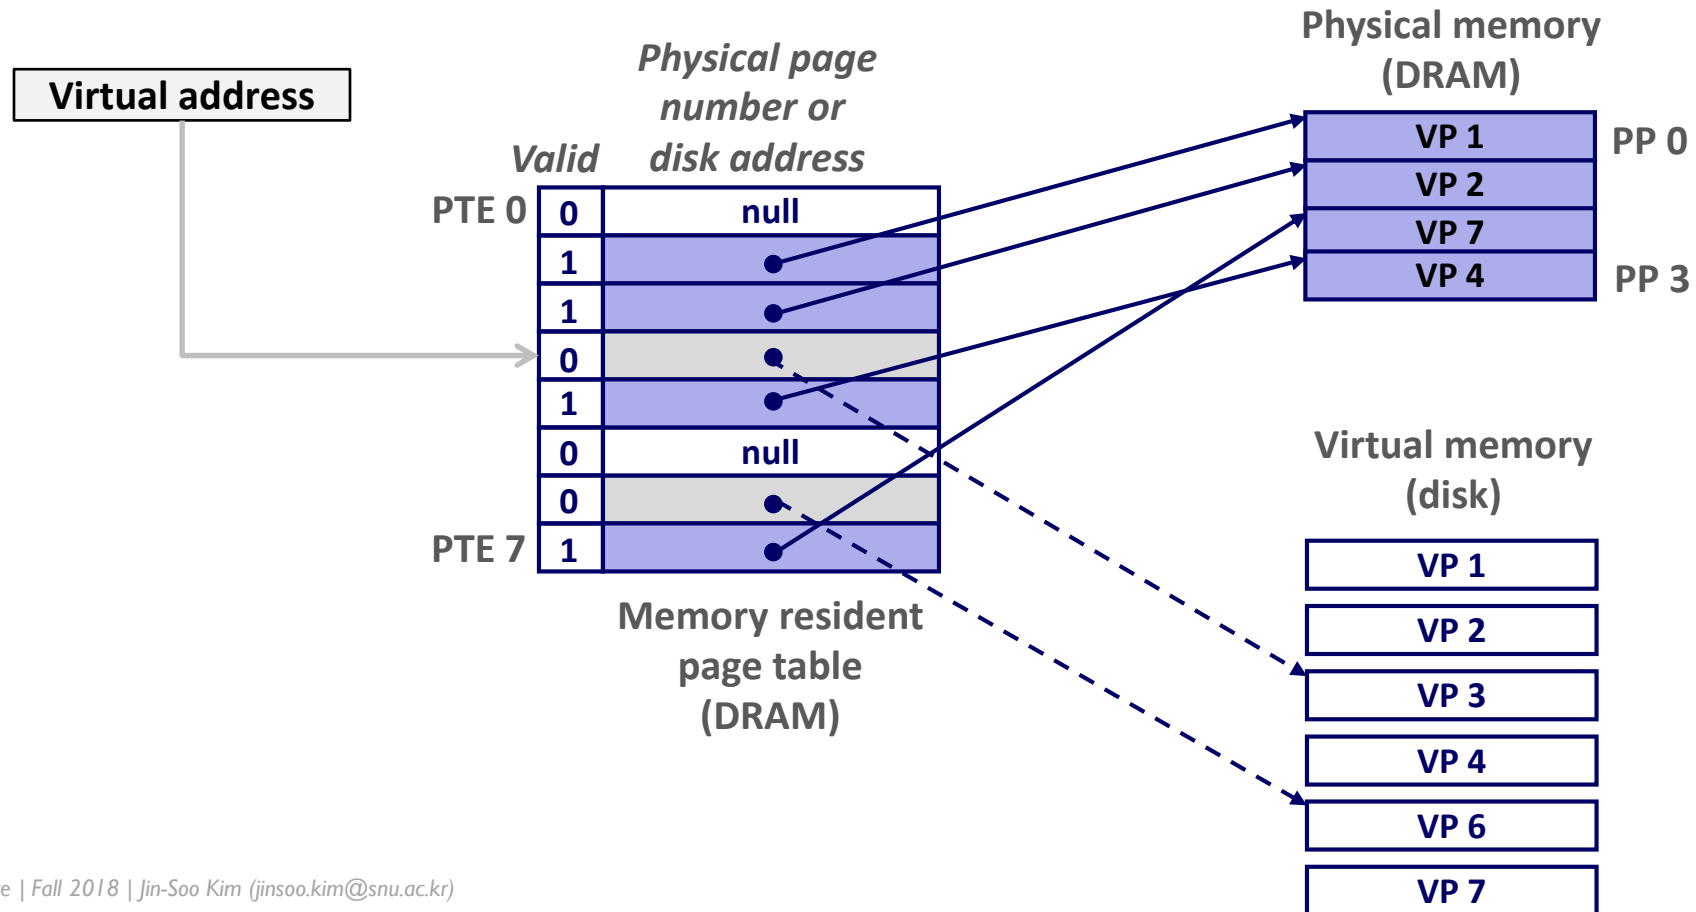 Virtual address
Physical page
number or
disk address
Valid
PTE 0
0
null
1
1
0
1
0
null
0
PTE 7
1
Memory resident
page table
(DRAM)
Physical memory
(DRAM)
VP 1
PP 0
VP 2
VP 7
VP 4
PP 3
Virtual memory
(disk)
VP 1
VP 2
VP 3
VP 4
VP 6
VP 7
e | Fall 2018 | Jin-Soo Kim (jinsoo.kim@snu.ac.kr)